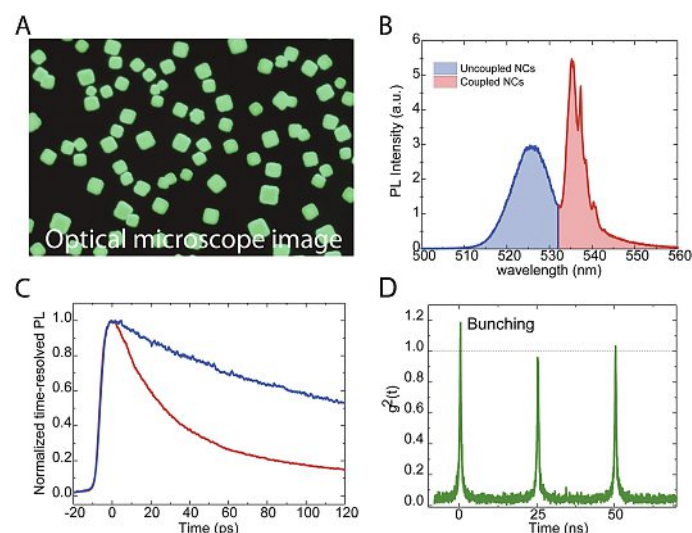 A
Optical microscope image
B
PL Intensity (a.u.)
6
5
4
3
2
1
0
Uncoupled NCs
Coupled NCs
500 510 520 530 540 550 560
wavelength (nm)
C
Normalized time-resolved PL
1.0
0.8
0.6
0.4
0.2
0.0
-20 0 20 40 60 80 100 120
Time (ps)
D
g²(t)
1.2
1.0
0.8
0.6
0.4
0.2
0.0
Bunching
0 25 50
Time (ns)